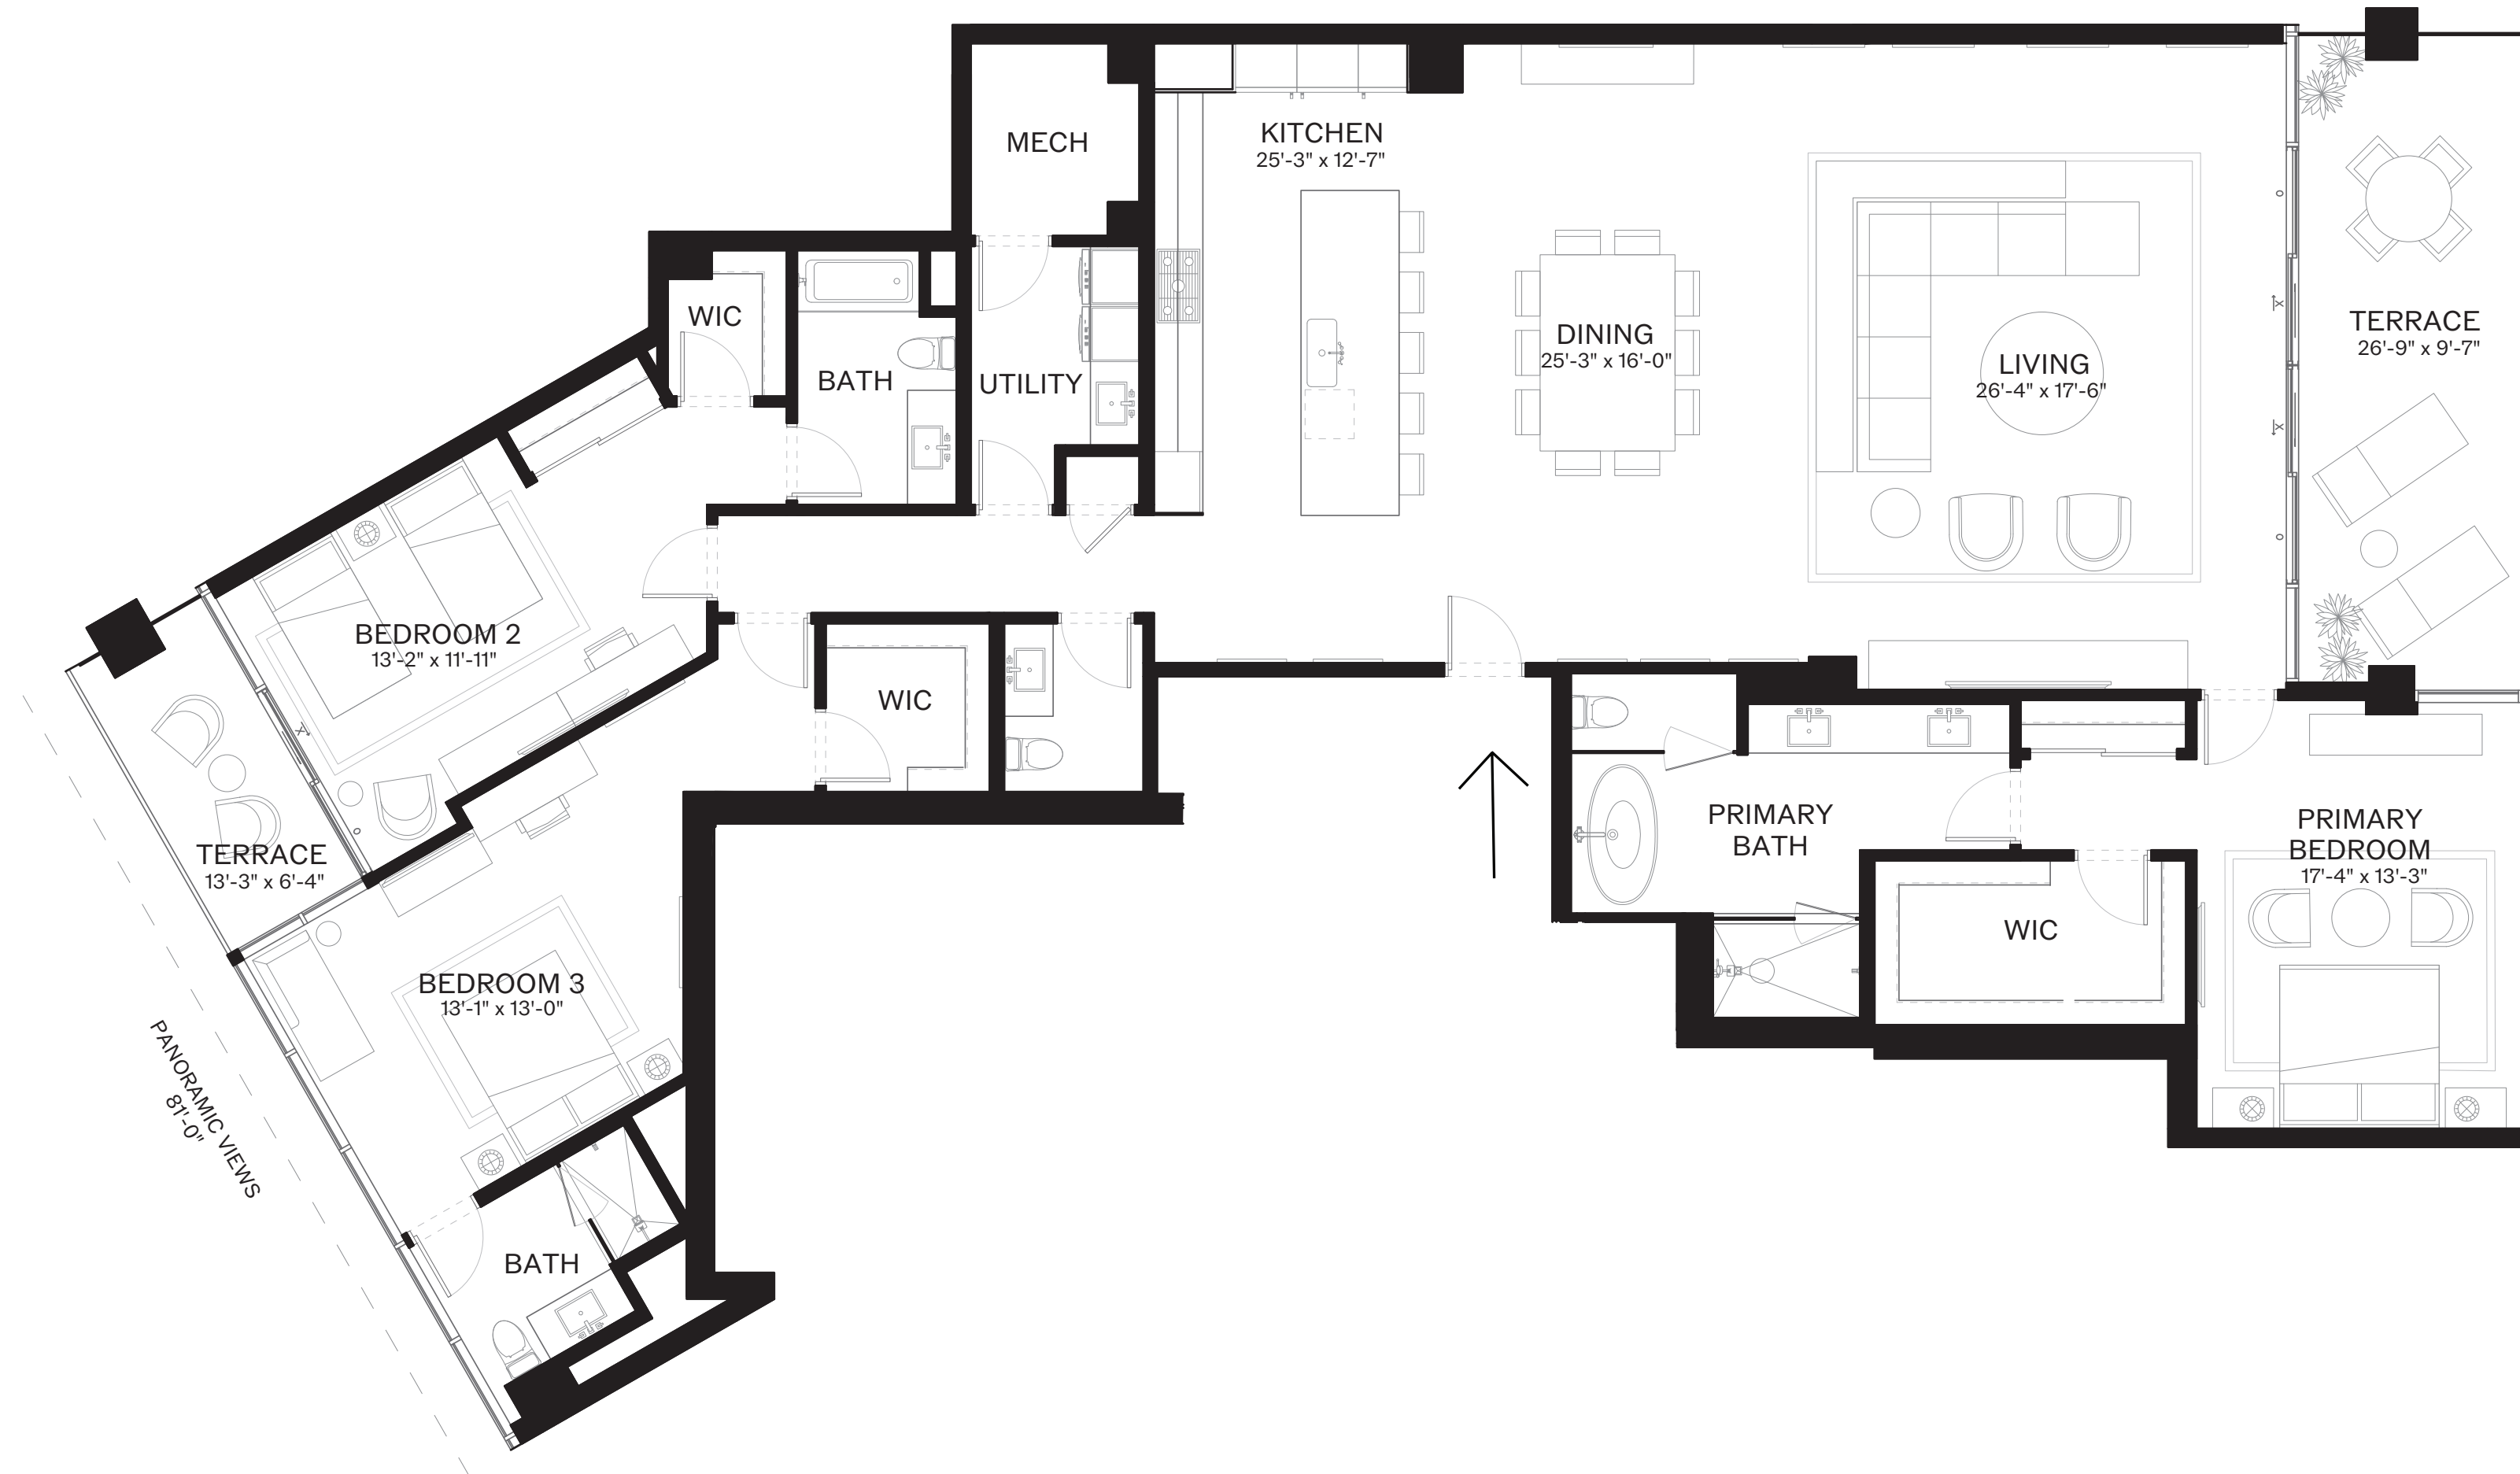 MECH
KITCHEN
25'-3" x 12'-7"
WIC
BATH
UTILITY
DINING
25'-3" x 16'-0"
LIVING
26'-4" x 17'-6"
TERRACE
26'-9" x 9'-7"
BEDROOM 2
13'-2" x 11'-11"
WIC
TERRACE
13'-3" x 6'-4"
PRIMARY
BATH
PRIMARY
BEDROOM
17'-4" x 13'-3"
WIC
BEDROOM 3
13'-1" x 13'-0"
PANORAMIC VIEWS
81'-0"
BATH